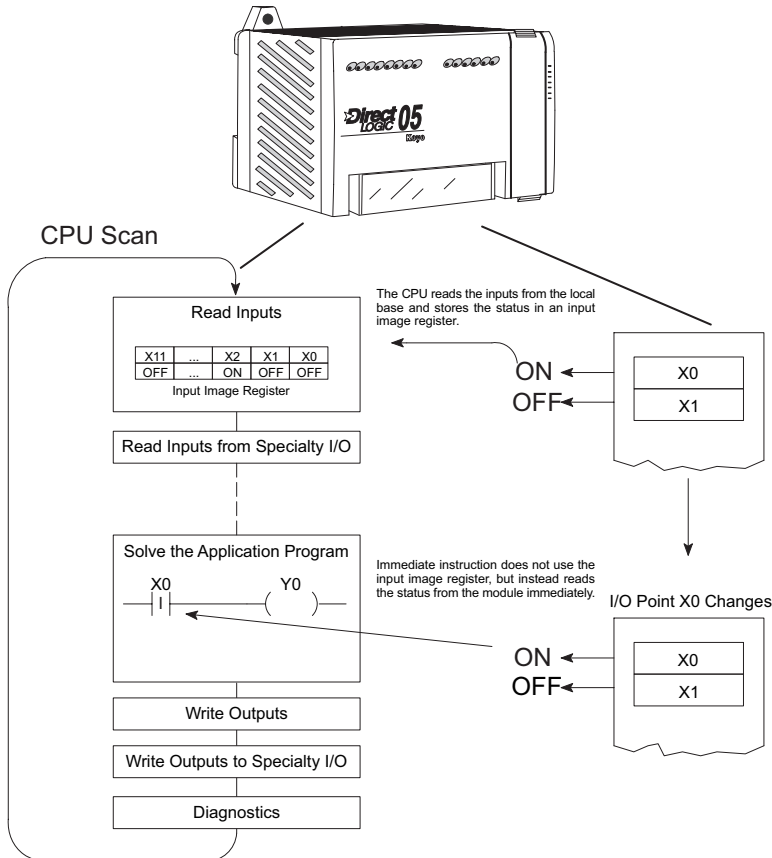 Direct
LOGIC 05
Koyo
CPU Scan
Read Inputs
X11 ... X2 X1 X0
OFF ... ON OFF OFF
Input Image Register
The CPU reads the inputs from the local
base and stores the status in an input
image register.
ON
OFF
X0
X1
Read Inputs from Specialty I/O
Solve the Application Program
X0 Y0
I
Immediate instruction does not use the
input image register, but instead reads
the status from the module immediately.
I/O Point X0 Changes
ON
OFF
X0
X1
Write Outputs
Write Outputs to Specialty I/O
Diagnostics